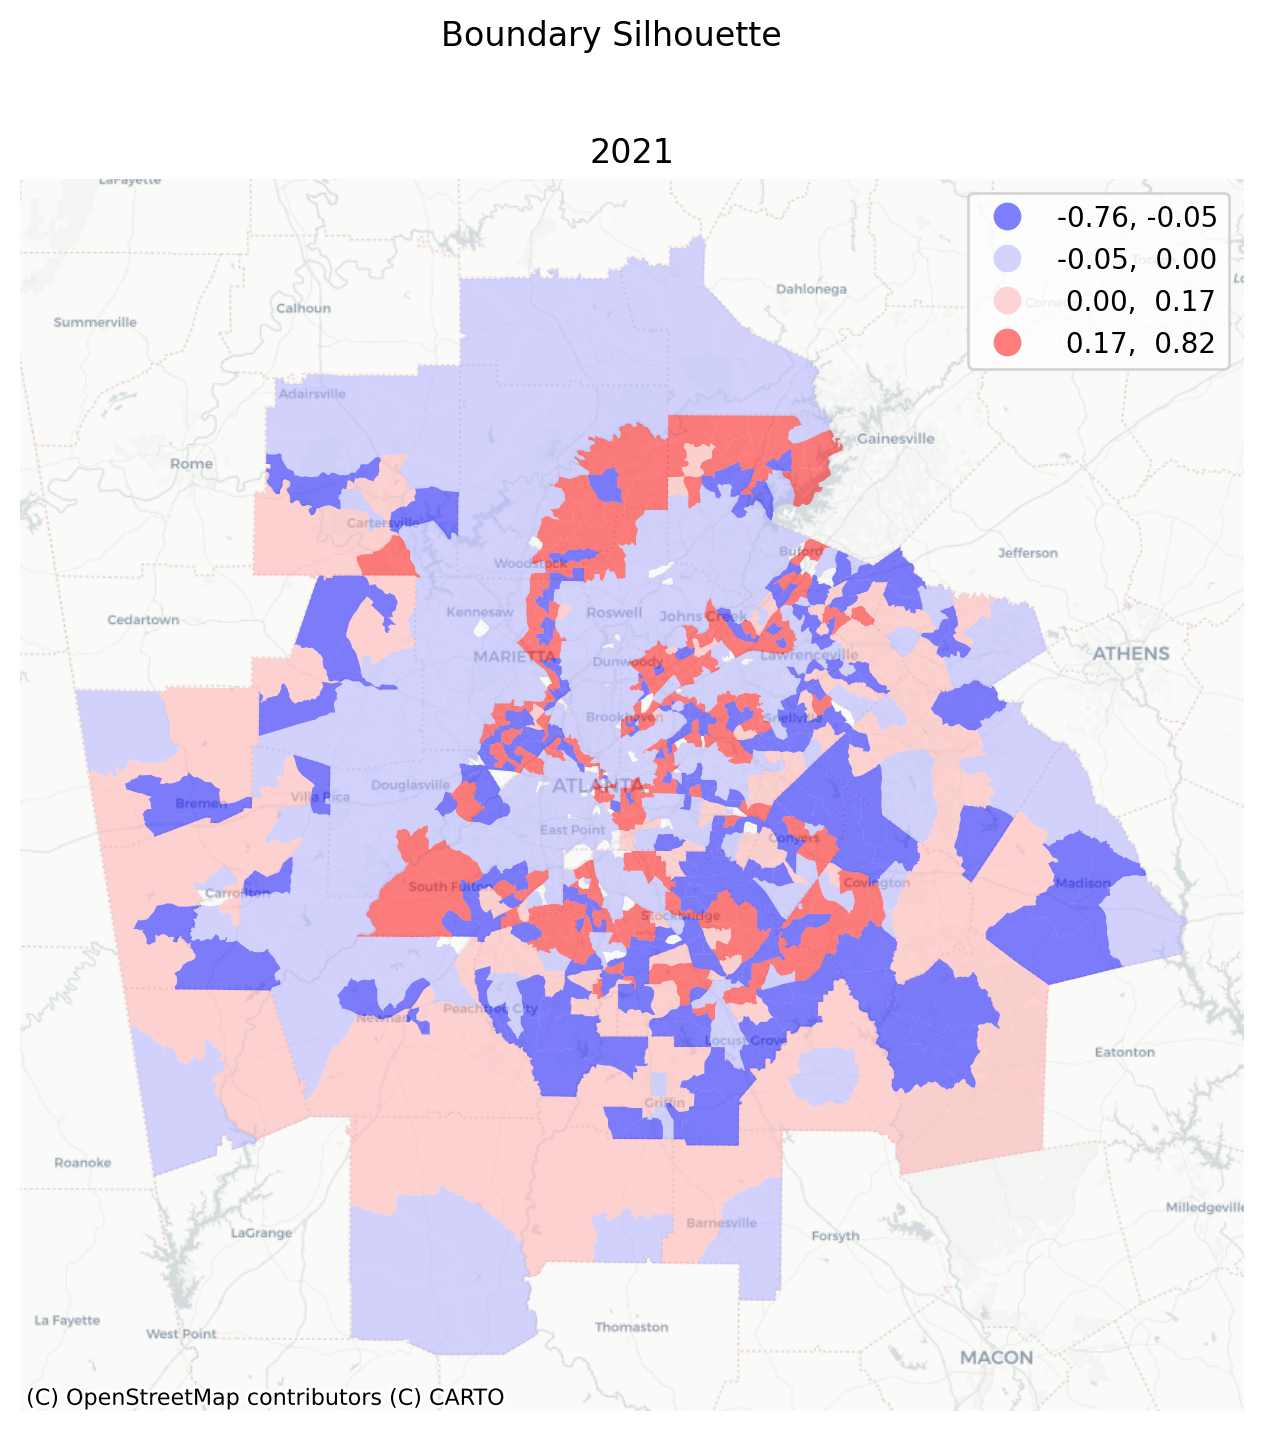 Boundary Silhouette
2021
-0.76, -0.05
-0.05, 0.00
0.00, 0.17
0.17, 0.82
LaFayette
Dahlonega
Calhoun
Summerville
Adairsville
Gainesville
Rome
Cartersville
Buford
Jefferson
Woodstock
Cedartown
Kennesaw
Roswell
Johns Creek
MARIETTA
Dunwoody
Lawrenceville
ATHENS
Brookhaven
Snellville
Douglasville
ATLANTA
Villa Rica
Bremen
East Point
Conyers
Carrollton
South Fulton
Covington
Madison
Stockbridge
Newnan
Peachtree City
Locust Grove
Eatonton
Griffin
Roanoke
Milledgeville
LaGrange
Barnesville
Forsyth
La Fayette
West Point
Thomaston
MACON
(C) OpenStreetMap contributors (C) CARTO